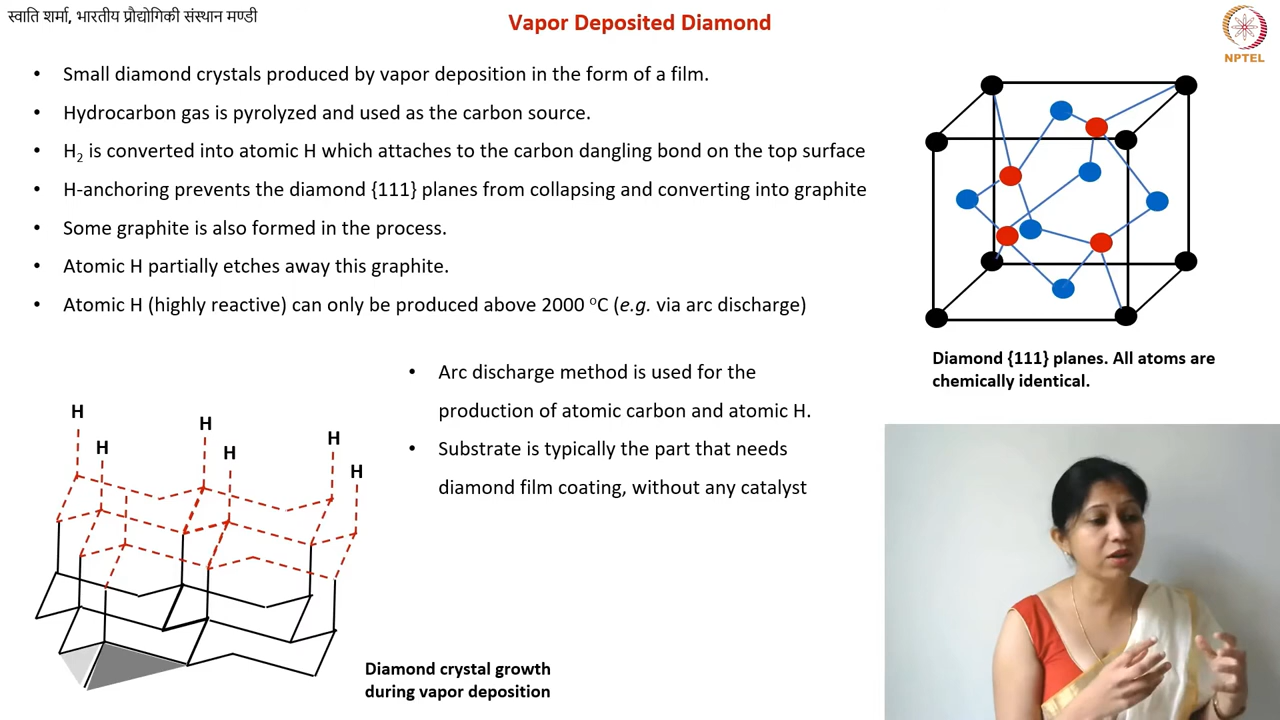 स्वाति शर्मा, भारतीय प्रौद्योगिकी संस्थान मण्डी
Vapor Deposited Diamond
NPTEL
• Small diamond crystals produced by vapor deposition in the form of a film.
• Hydrocarbon gas is pyrolyzed and used as the carbon source.
• H₂ is converted into atomic H which attaches to the carbon dangling bond on the top surface
• H-anchoring prevents the diamond {111} planes from collapsing and converting into graphite
• Some graphite is also formed in the process.
• Atomic H partially etches away this graphite.
• Atomic H (highly reactive) can only be produced above 2000 ⁰C (e.g. via arc discharge)
Diamond {111} planes. All atoms are
chemically identical.
• Arc discharge method is used for the
production of atomic carbon and atomic H.
• Substrate is typically the part that needs
diamond film coating, without any catalyst
H
H
H
H
H
H
Diamond crystal growth
during vapor deposition